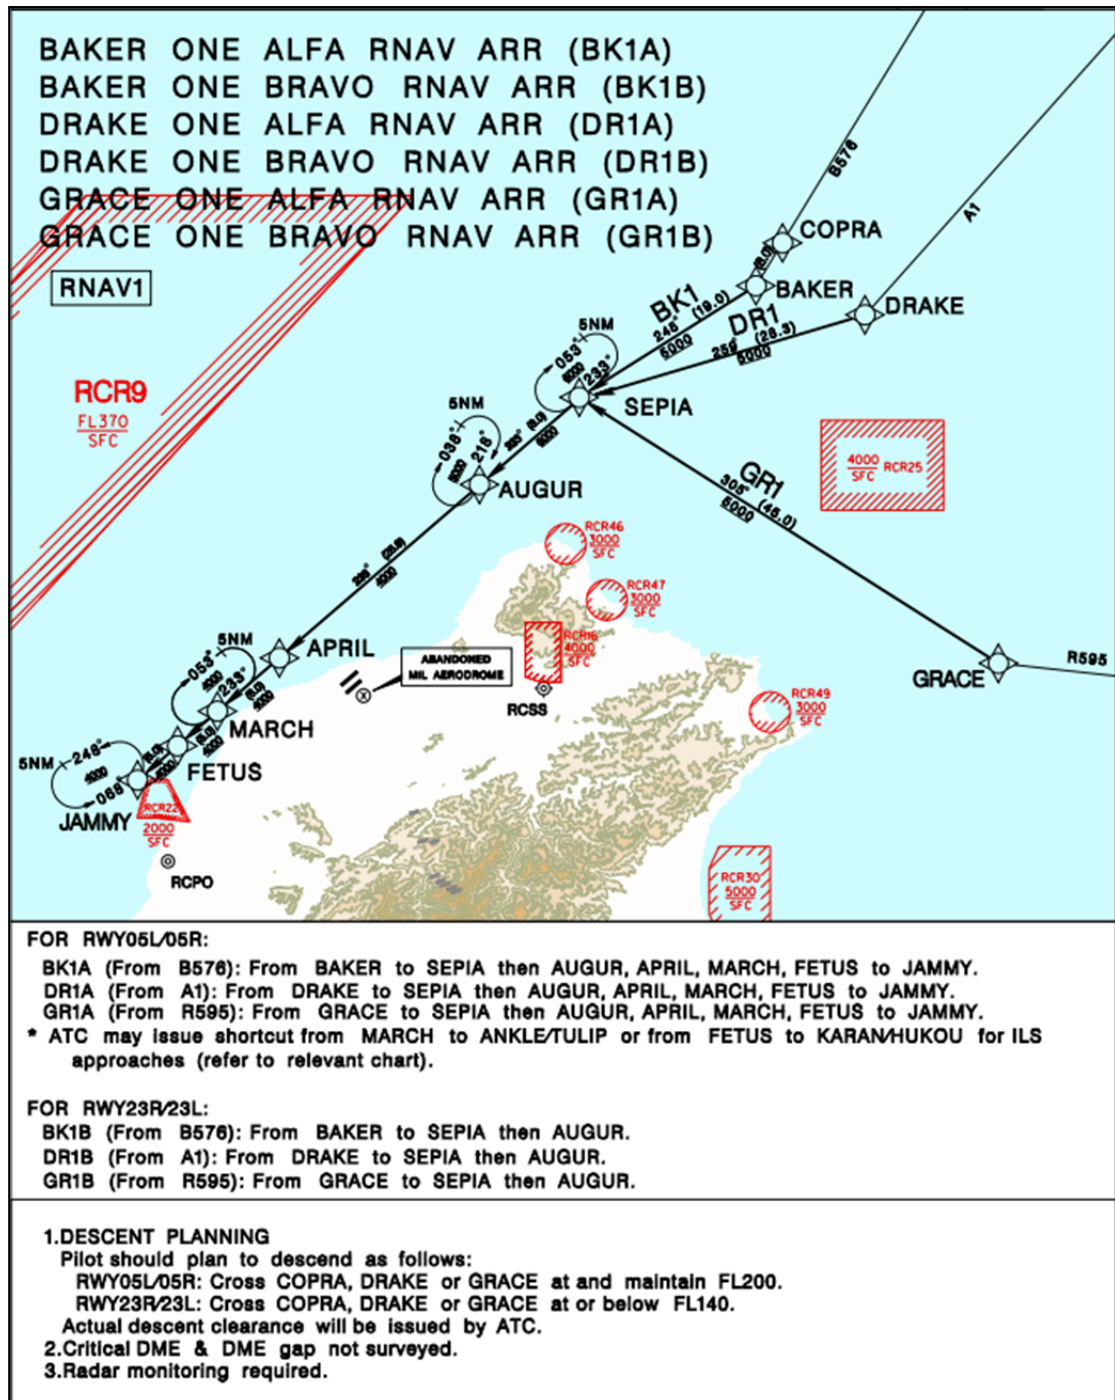 BAKER ONE ALFA RNAV ARR (BK1A)
BAKER ONE BRAVO RNAV ARR (BK1B)
DRAKE ONE ALFA RNAV ARR (DR1A)
DRAKE ONE BRAVO RNAV ARR (DR1B)
GRACE ONE ALFA RNAV ARR (GR1A)
GRACE ONE BRAVO RNAV ARR (GR1B)
RNAV1
B576
A1
COPRA
BAKER
DRAKE
BK1
(19.0)
5000
DR1
259° (28.3)
5000
5NM
053°
233°
SEPIA
RCR9
FL370
SFC
5NM
038°
218°
5000
AUGUR
GR1
305° (45.0)
5000
4000
SFC
RCR25
RCR46
3000
SFC
RCR47
3000
SFC
RCR16
4000
SFC
RCSS
4000
APRIL
ABANDONED
MIL AERODROME
R595
GRACE
RCR49
3000
SFC
5NM
053°
233°
4000
MARCH
FETUS
5NM
4000
068°
JAMMY
RCR22
2000
SFC
RCPO
RCR30
5000
SFC
FOR RWY05L/05R:
BK1A (From B576): From BAKER to SEPIA then AUGUR, APRIL, MARCH, FETUS to JAMMY.
DR1A (From A1): From DRAKE to SEPIA then AUGUR, APRIL, MARCH, FETUS to JAMMY.
GR1A (From R595): From GRACE to SEPIA then AUGUR, APRIL, MARCH, FETUS to JAMMY.
* ATC may issue shortcut from MARCH to ANKLE/TULIP or from FETUS to KARAN/HUKOU for ILS
approaches (refer to relevant chart).
FOR RWY23R/23L:
BK1B (From B576): From BAKER to SEPIA then AUGUR.
DR1B (From A1): From DRAKE to SEPIA then AUGUR.
GR1B (From R595): From GRACE to SEPIA then AUGUR.
1.DESCENT PLANNING
Pilot should plan to descend as follows:
RWY05L/05R: Cross COPRA, DRAKE or GRACE at and maintain FL200.
RWY23R/23L: Cross COPRA, DRAKE or GRACE at or below FL140.
Actual descent clearance will be issued by ATC.
2.Critical DME & DME gap not surveyed.
3.Radar monitoring required.